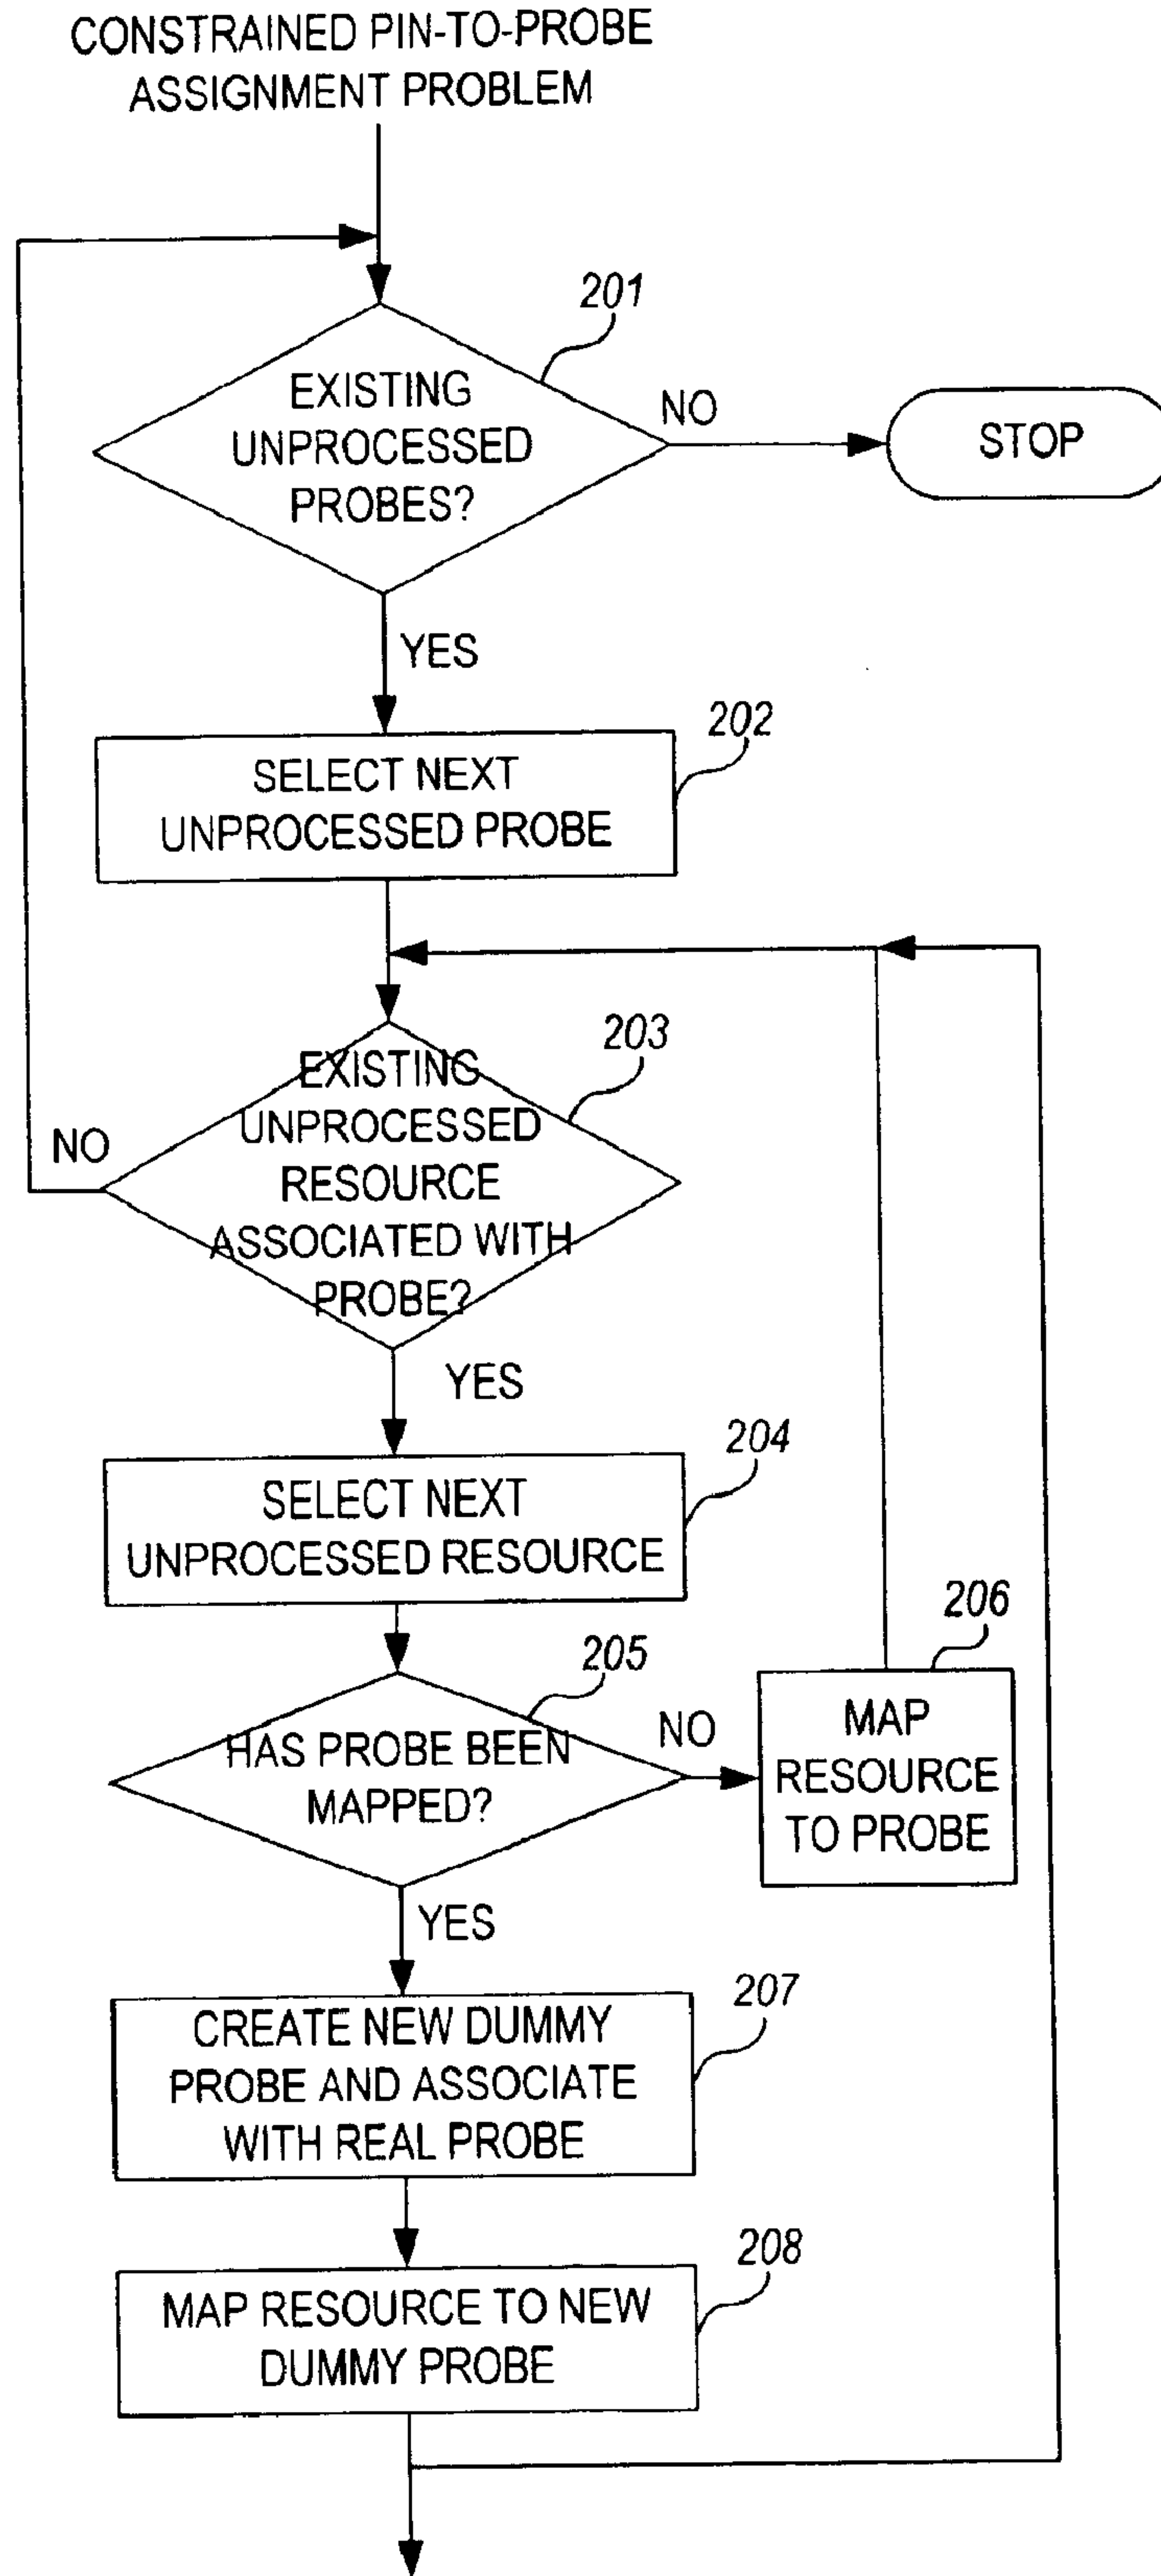 CONSTRAINED PIN-TO-PROBE
ASSIGNMENT PROBLEM
201
EXISTING
UNPROCESSED
PROBES?
NO
STOP
YES
202
SELECT NEXT
UNPROCESSED PROBE
203
EXISTING
UNPROCESSED
RESOURCE
ASSOCIATED WITH
PROBE?
NO
YES
204
SELECT NEXT
UNPROCESSED RESOURCE
205
HAS PROBE BEEN
MAPPED?
NO
206
MAP
RESOURCE
TO PROBE
YES
207
CREATE NEW DUMMY
PROBE AND ASSOCIATE
WITH REAL PROBE
208
MAP RESOURCE TO NEW
DUMMY PROBE